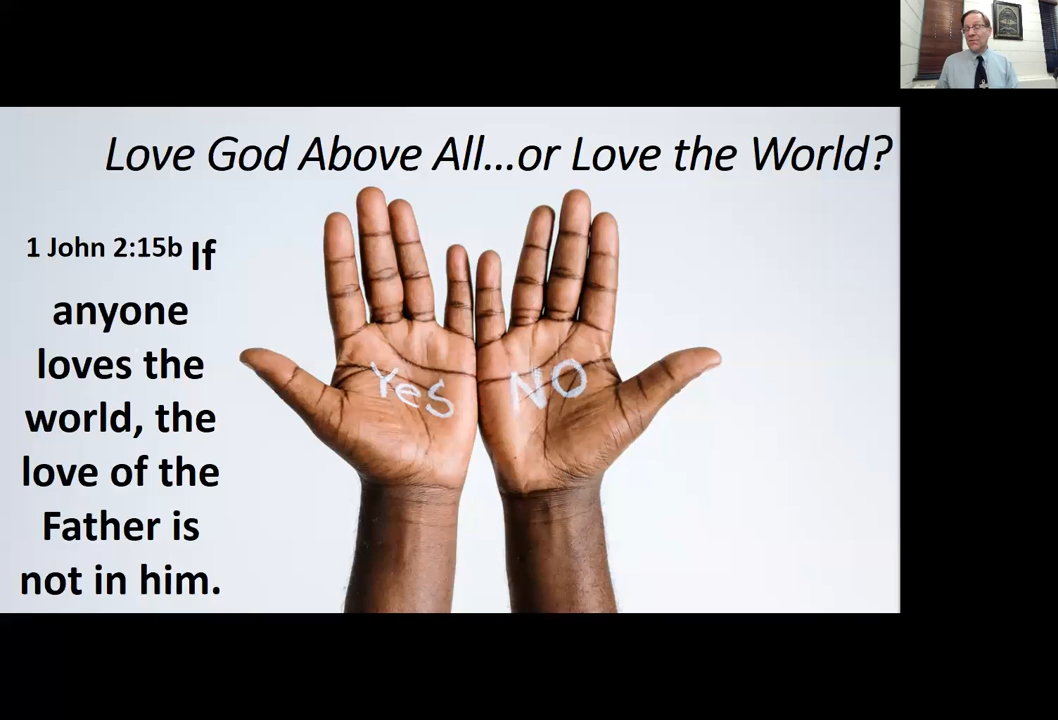 Love God Above All...or Love the World?
1 John 2:15b If
anyone
loves the
world, the
love of the
Father is
not in him.
Yes NO